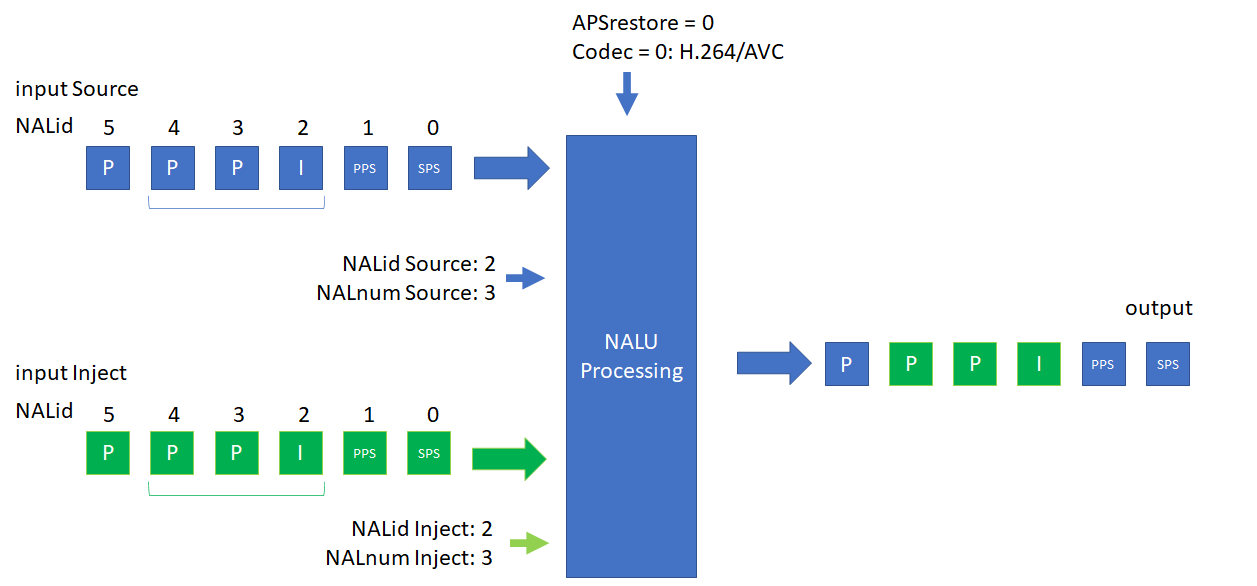 APSrestore = 0
Codec = 0: H.264/AVC
input Source
NALid 5 4 3 2 1 0
P P P I PPS SPS
NALid Source: 2
NALnum Source: 3
NALU
Processing
output
P P P I PPS SPS
input Inject
NALid 5 4 3 2 1 0
P P P I PPS SPS
NALid Inject: 2
NALnum Inject: 3